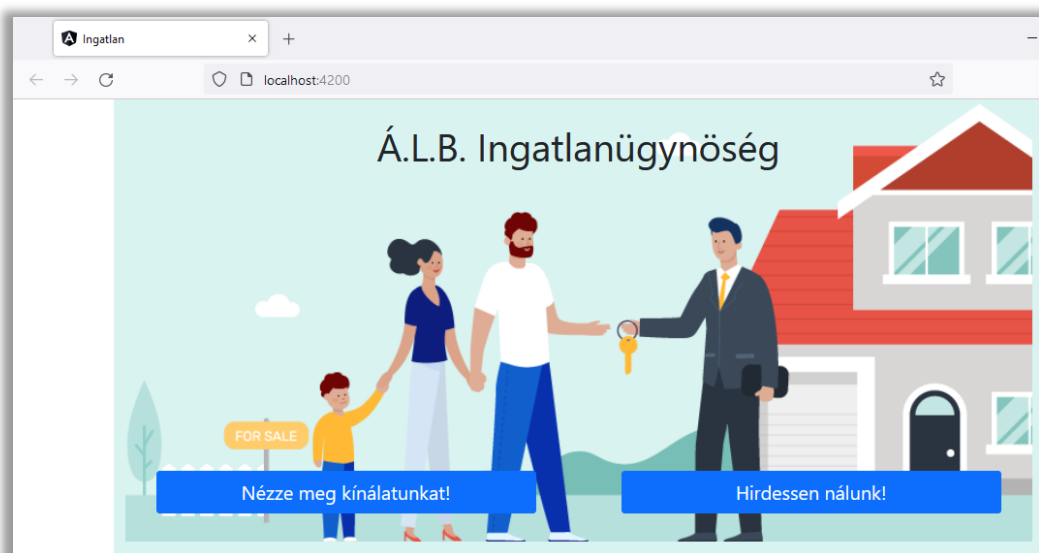 Ingatlan
localhost:4200
Á.L.B. Ingatlanügynöség
FOR SALE
Nézze meg kínálatunkat!
Hirdessen nálunk!